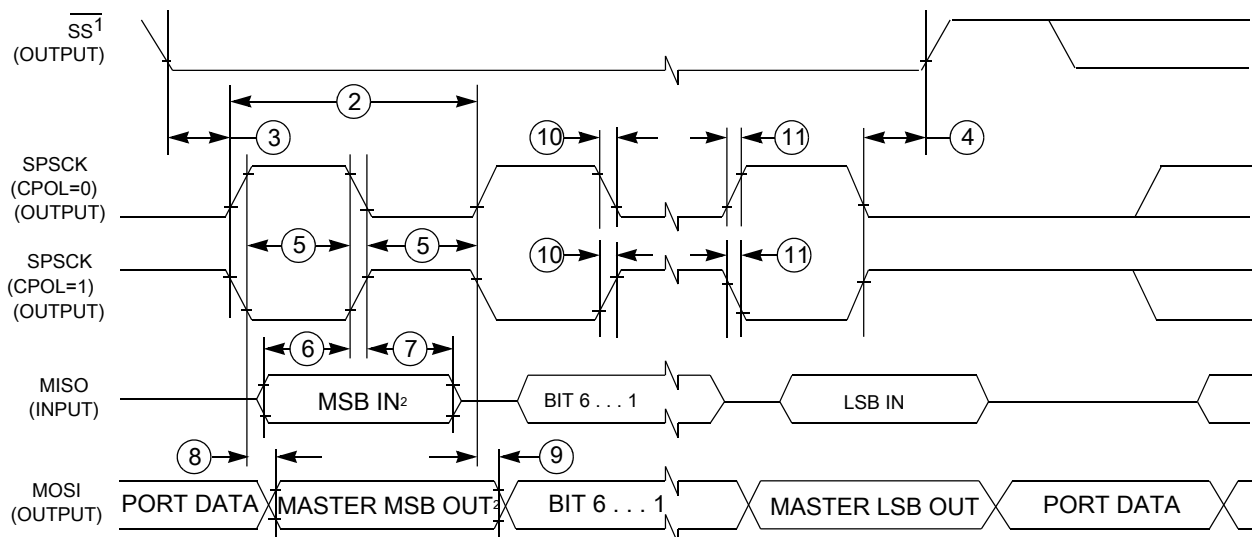 SS1
(OUTPUT)
2
3
10
11
4
SPSCK
(CPOL=0)
(OUTPUT)
5
5
SPSCK
(CPOL=1)
(OUTPUT)
10
11
6
7
MISO
(INPUT)
MSB IN2
BIT 6 . . . 1
LSB IN
8
9
MOSI
(OUTPUT)
PORT DATA
MASTER MSB OUT2
BIT 6 . . . 1
MASTER LSB OUT
PORT DATA